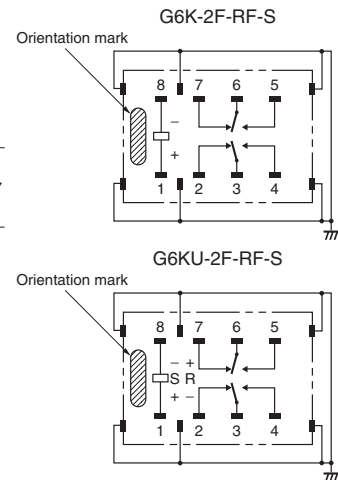 G6K-2F-RF-S
Orientation mark
8 7 6 5
−
+
1 2 3 4
G6KU-2F-RF-S
Orientation mark
8 7 6 5
− +
S R
+ −
1 2 3 4